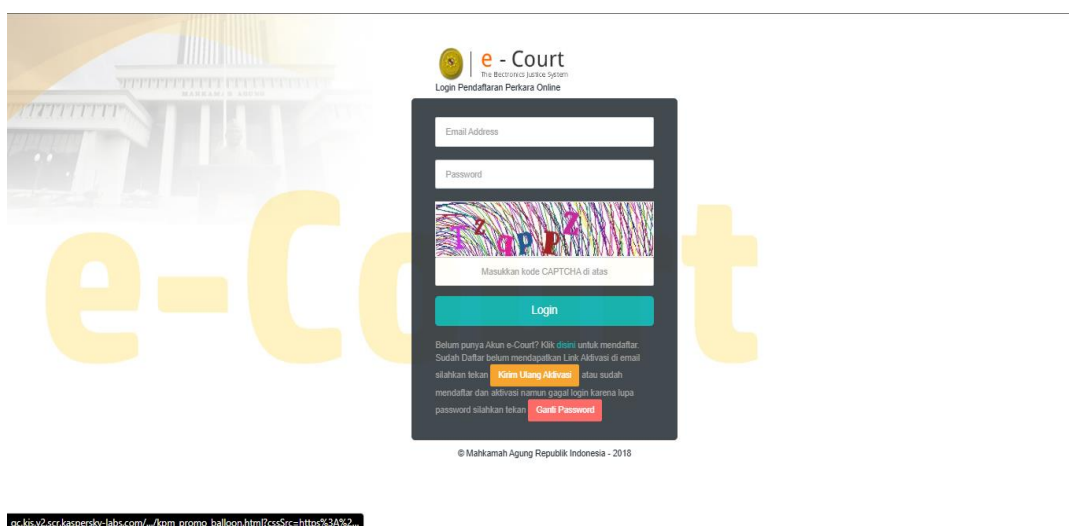 MAHKAMAH AGUNG
e - Court
The Electronics Justice System
Login Pendaftaran Perkara Online
Email Address
Password
Masukkan kode CAPTCHA di atas
Login
Belum punya Akun e-Court? Klik disini untuk mendaftar.
Sudah Daftar belum mendapatkan Link Aktivasi di email
silahkan tekan Kirim Ulang Aktivasi atau sudah
mendaftar dan aktivasi namun gagal login karena lupa
password silahkan tekan Ganti Password
© Mahkamah Agung Republik Indonesia - 2018
gc.kis.v2.scr.kaspersky-labs.com/.../kpm_promo_balloon.html?cssSrc=https%3A%2...